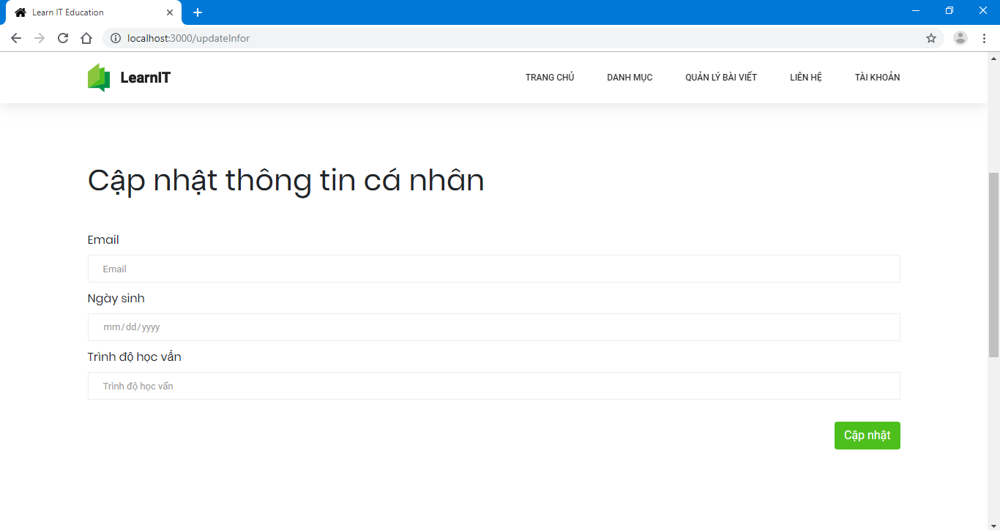 Learn IT Education
localhost:3000/updateInfor
LearnIT
TRANG CHỦ DANH MỤC QUẢN LÝ BÀI VIẾT LIÊN HỆ TÀI KHOẢN
Cập nhật thông tin cá nhân
Email
Email
Ngày sinh
mm/dd/yyyy
Trình độ học vấn
Trình độ học vấn
Cập nhật